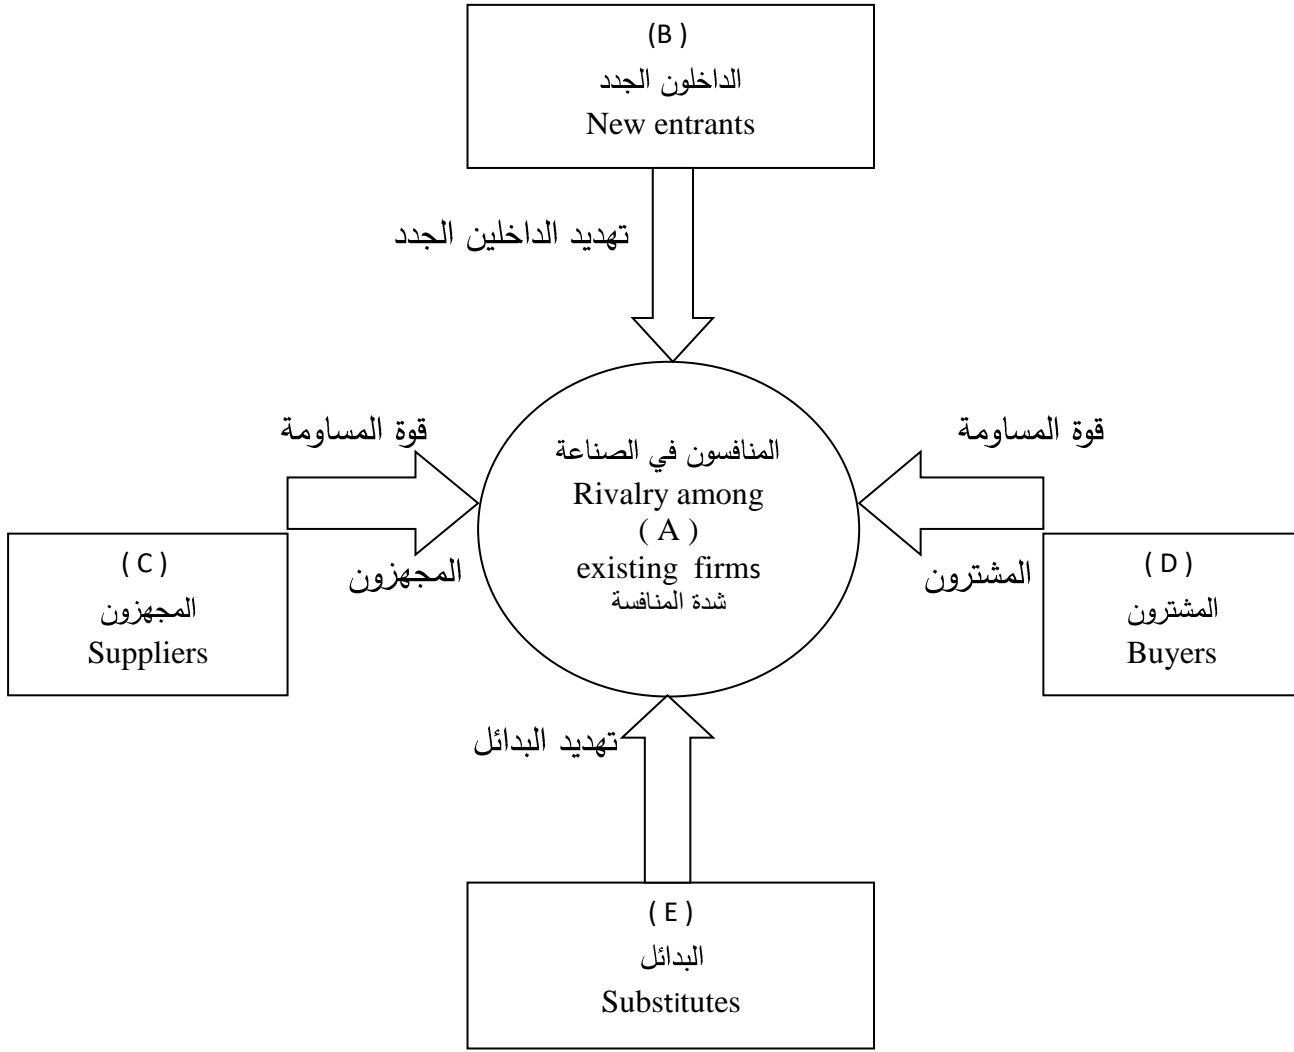 (B )
الداخلون الجدد
New entrants
تهديد الداخلين الجدد
قوة المساومة
قوة المساومة
المنافسون في الصناعة
Rivalry among
( A )
existing firms
شدة المنافسة
المجهزون
المشترون
( C )
المجهزون
Suppliers
( D )
المشترون
Buyers
تهديد البدائل
( E )
البدائل
Substitutes